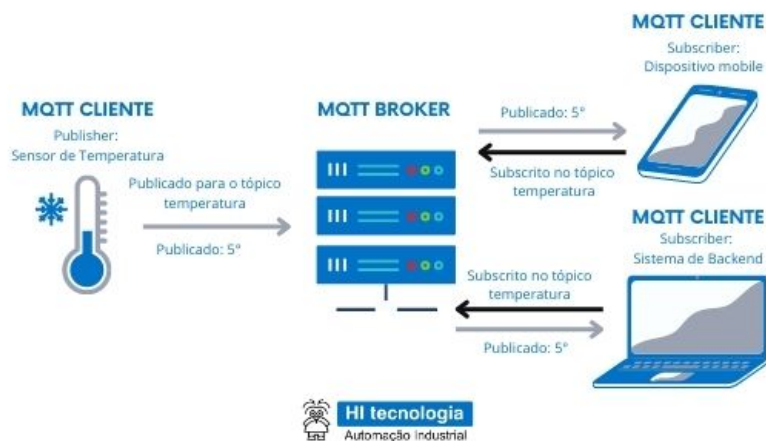 MQTT CLIENTE
Publisher:
Sensor de Temperatura
Publicado para o tópico
temperatura
Publicado: 5°
MQTT BROKER
Publicado: 5°
Subscrito no tópico
temperatura
MQTT CLIENTE
Subscriber:
Dispositivo mobile
MQTT CLIENTE
Subscriber:
Sistema de Backend
Subscrito no tópico
temperatura
Publicado: 5°
HI tecnologia
Automação Industrial